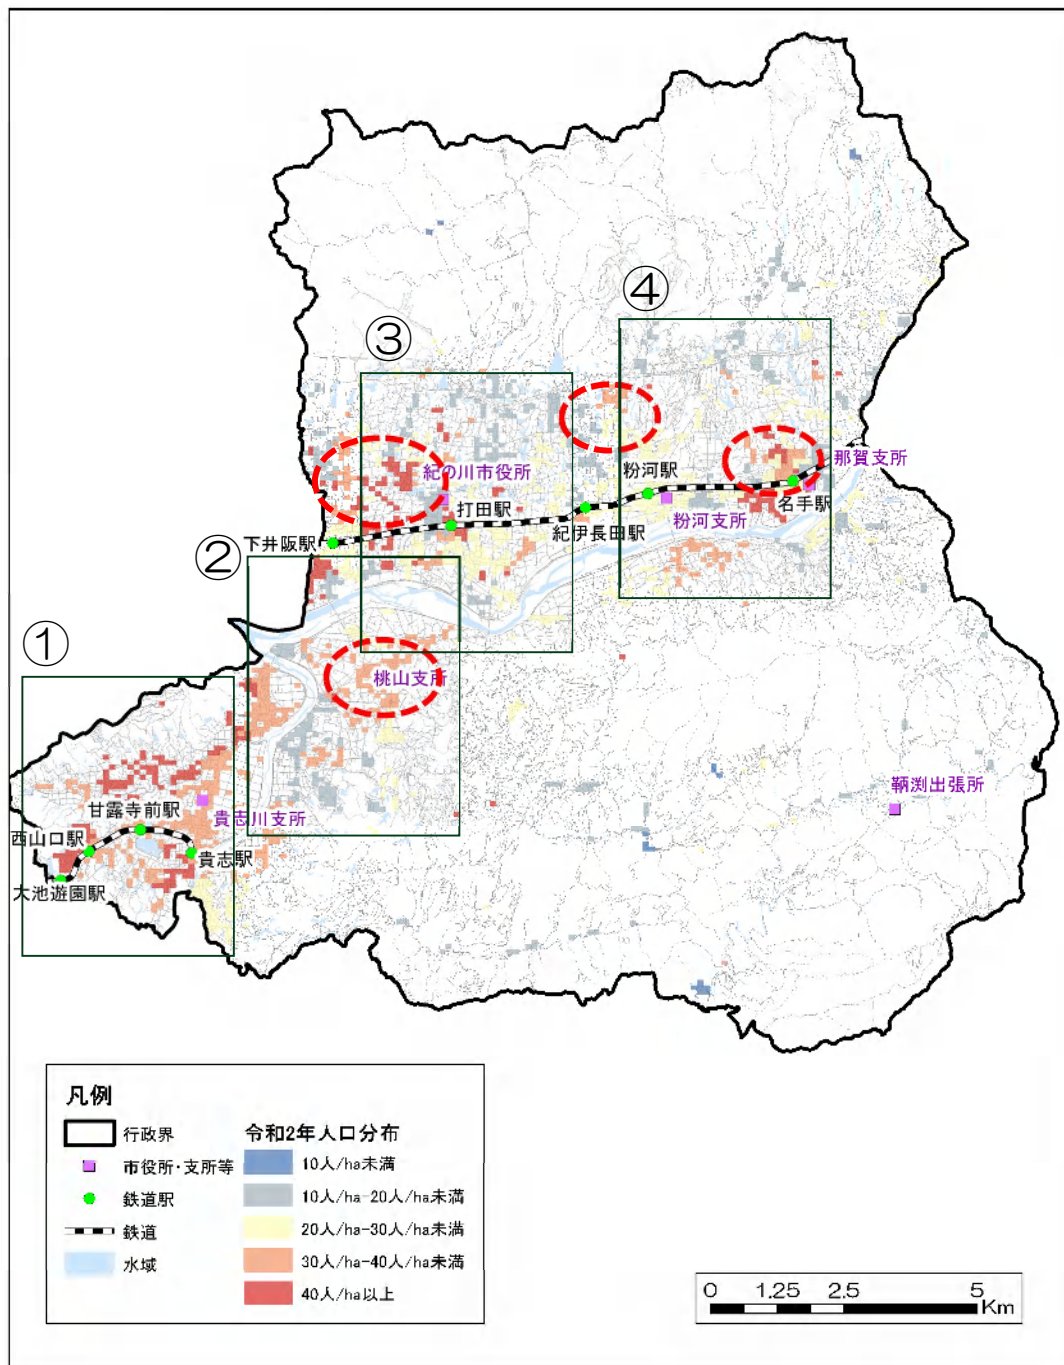 ④
③
紀の川市役所
那賀支所
粉河駅
打田駅
名手駅
紀伊長田駅
粉河支所
下井阪駅
②
①
桃山支所
鞆渕出張所
甘露寺前駅
貴志川支所
西山口駅
貴志駅
大池遊園駅
凡例
行政界
市役所・支所等
鉄道駅
鉄道
水域
令和2年人口分布
10人/ha未満
10人/ha-20人/ha未満
20人/ha-30人/ha未満
30人/ha-40人/ha未満
40人/ha以上
0 1.25 2.5 5
Km